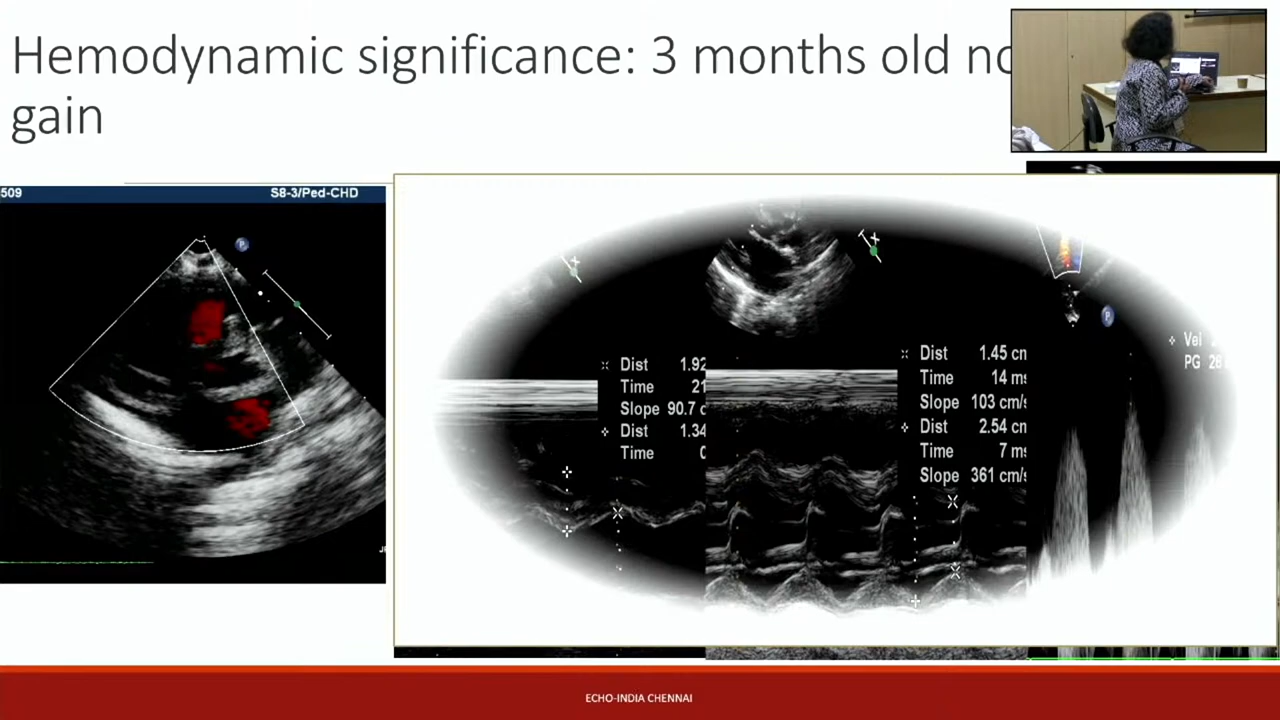 Hemodynamic significance: 3 months old
gain
509
S8-3/Ped-CHD
P
Dist 1.92
Time 21
Slope 90.7
Dist 1.34
Time
Dist 1.45 cm
Time 14 ms
Slope 103 cm/s
Dist 2.54 cm
Time 7 ms
Slope 361 cm/s
P
Vel
PG 26
ECHO-INDIA CHENNAI